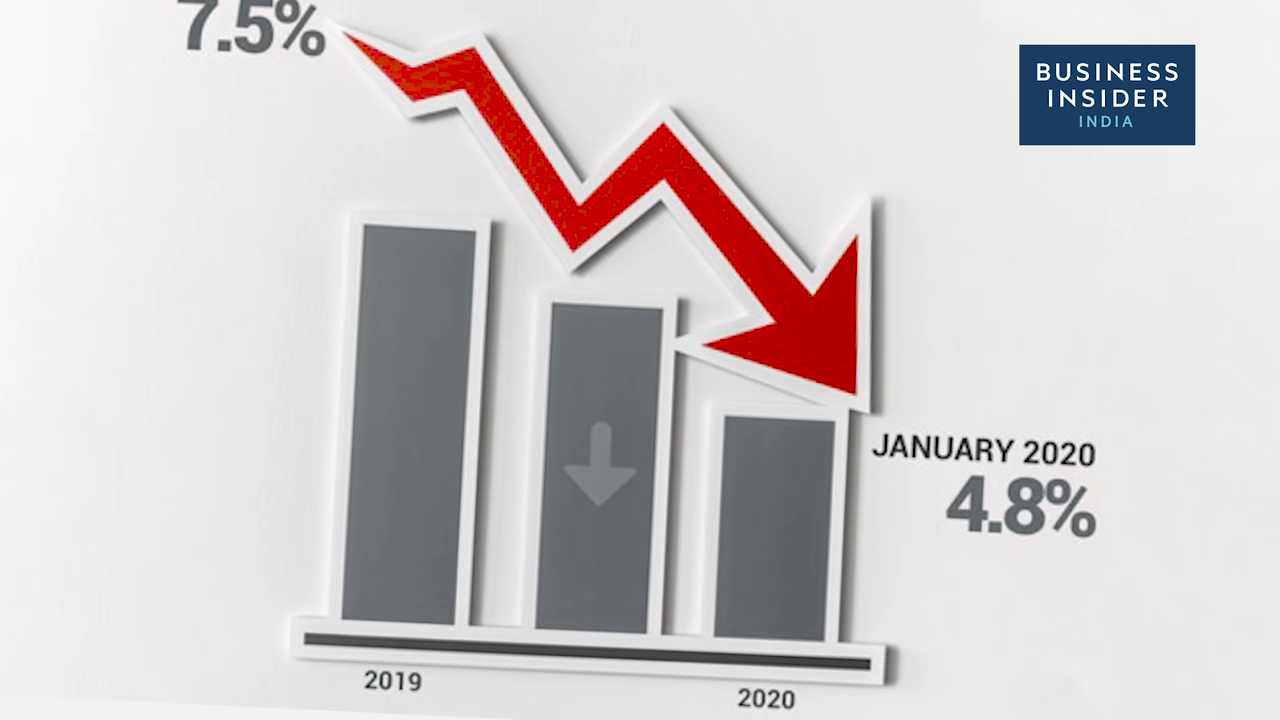 7.5%
BUSINESS
INSIDER
INDIA
JANUARY 2020
4.8%
2019
2020